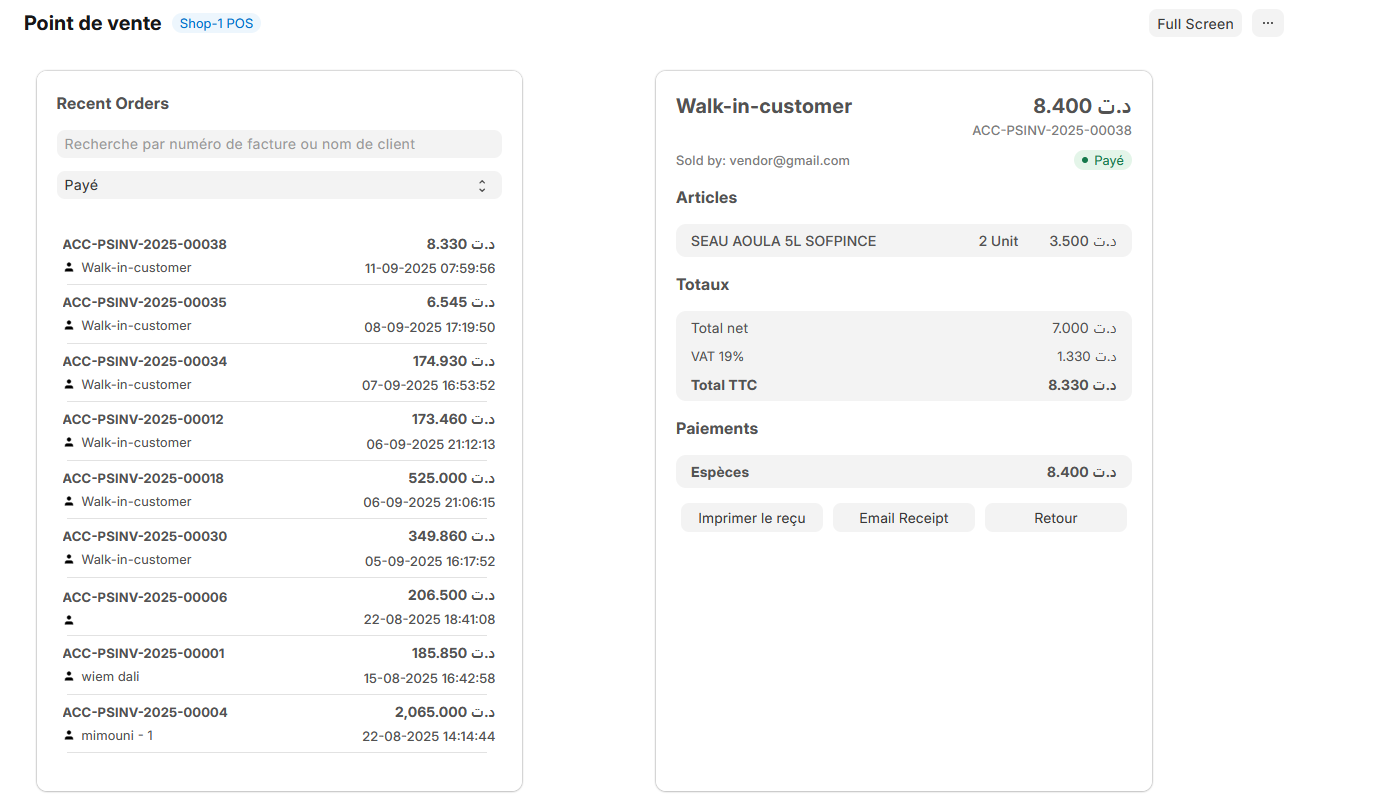 Point de vente Shop-1 POS Full Screen ...
Recent Orders
Recherche par numéro de facture ou nom de client
Payé
ACC-PSINV-2025-00038 8.330 د.ت
Walk-in-customer 11-09-2025 07:59:56
ACC-PSINV-2025-00035 6.545 د.ت
Walk-in-customer 08-09-2025 17:19:50
ACC-PSINV-2025-00034 174.930 د.ت
Walk-in-customer 07-09-2025 16:53:52
ACC-PSINV-2025-00012 173.460 د.ت
Walk-in-customer 06-09-2025 21:12:13
ACC-PSINV-2025-00018 525.000 د.ت
Walk-in-customer 06-09-2025 21:06:15
ACC-PSINV-2025-00030 349.860 د.ت
Walk-in-customer 05-09-2025 16:17:52
ACC-PSINV-2025-00006 206.500 د.ت
22-08-2025 18:41:08
ACC-PSINV-2025-00001 185.850 د.ت
wiem dali 15-08-2025 16:42:58
ACC-PSINV-2025-00004 2,065.000 د.ت
mimouni - 1 22-08-2025 14:14:44
Walk-in-customer 8.400 د.ت
ACC-PSINV-2025-00038
Sold by: vendor@gmail.com Payé
Articles
SEAU AOULA 5L SOFPINCE 2 Unit 3.500 د.ت
Totaux
Total net 7.000 د.ت
VAT 19% 1.330 د.ت
Total TTC 8.330 د.ت
Paiements
Espèces 8.400 د.ت
Imprimer le reçu Email Receipt Retour